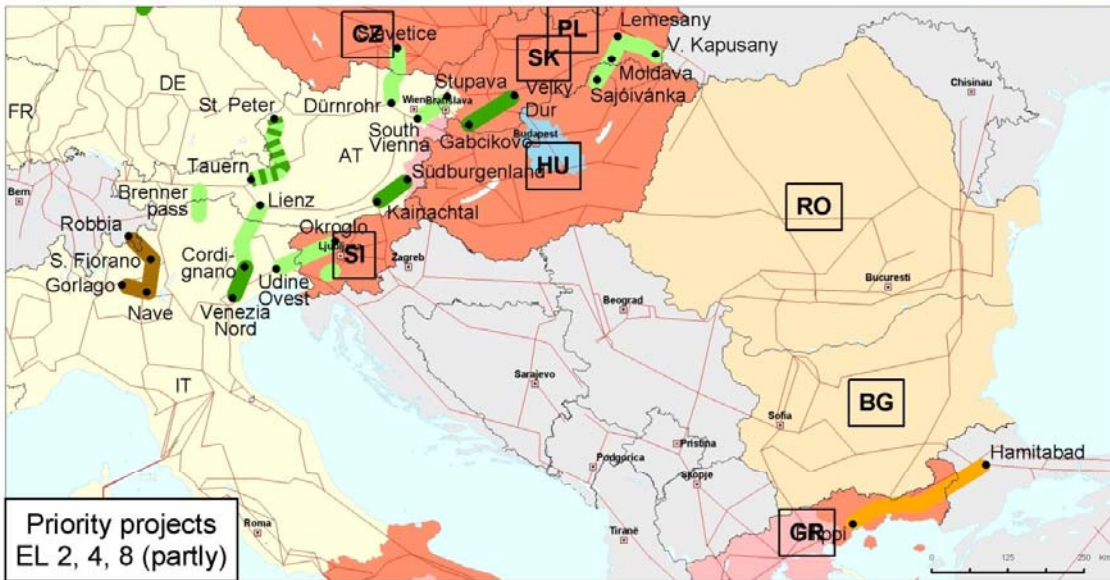 PL
CZ
Slavetice
Lemesany
V. Kapusany
SK
Stupava
Velky
Dur
Moldava
Sajóivánka
Chisinau
DE
FR
St. Peter
Dürnrohr
Wien
Bratislava
South
Vienna
Gabcikovo
Budapest
AT
HU
Tauern
Südburgenland
Bern
Brenner
pass
Lienz
Kainachtal
RO
Robbia
Okroglo
Ljubljana
SI
S. Fiorano
Cordi-
gnano
Zagreb
Gorlago
Udine
Ovest
Nave
Venezia
Nord
Bucuresti
Beograd
IT
Sarajevo
BG
Sofia
Pristina
Podgorica
Skopje
Hamitabad
Priority projects
EL 2, 4, 8 (partly)
Roma
Tiranë
GR
0 125 250